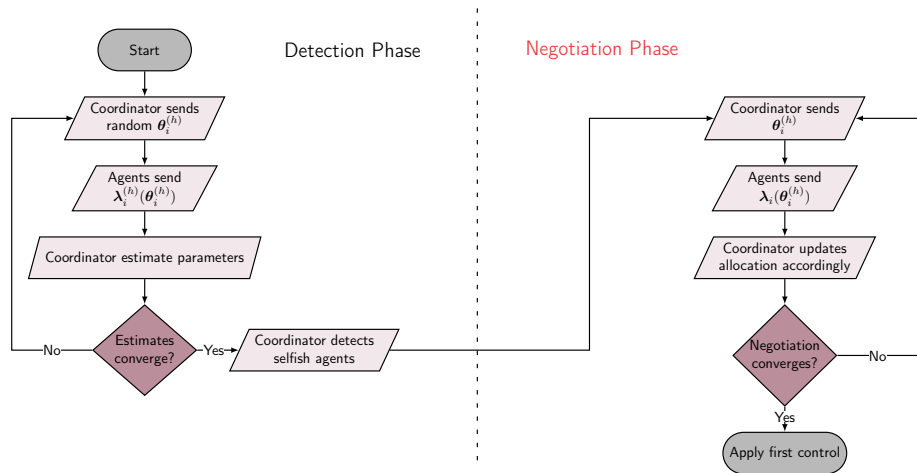 Detection Phase
Negotiation Phase
Start
Coordinator sends
random θ_i^(h)
Agents send
λ_i^(h)(θ_i^(h))
Coordinator estimate parameters
Estimates
converge?
No
Yes
Coordinator detects
selfish agents
Coordinator sends
θ_i^(h)
Agents send
λ_i(θ_i^(h))
Coordinator updates
allocation accordingly
Negotiation
converges?
No
Yes
Apply first control